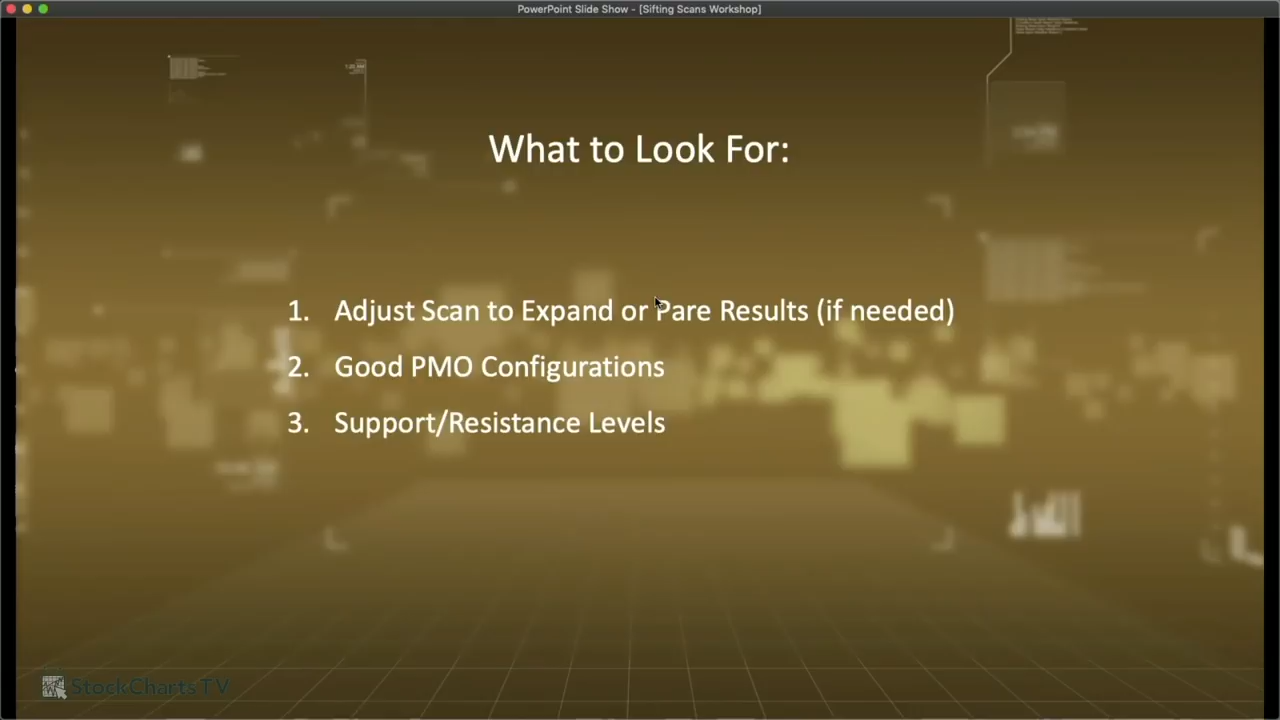 PowerPoint Slide Show - [Sifting Scans Workshop]
What to Look For:
1. Adjust Scan to Expand or Pare Results (if needed)
2. Good PMO Configurations
3. Support/Resistance Levels
StockCharts TV